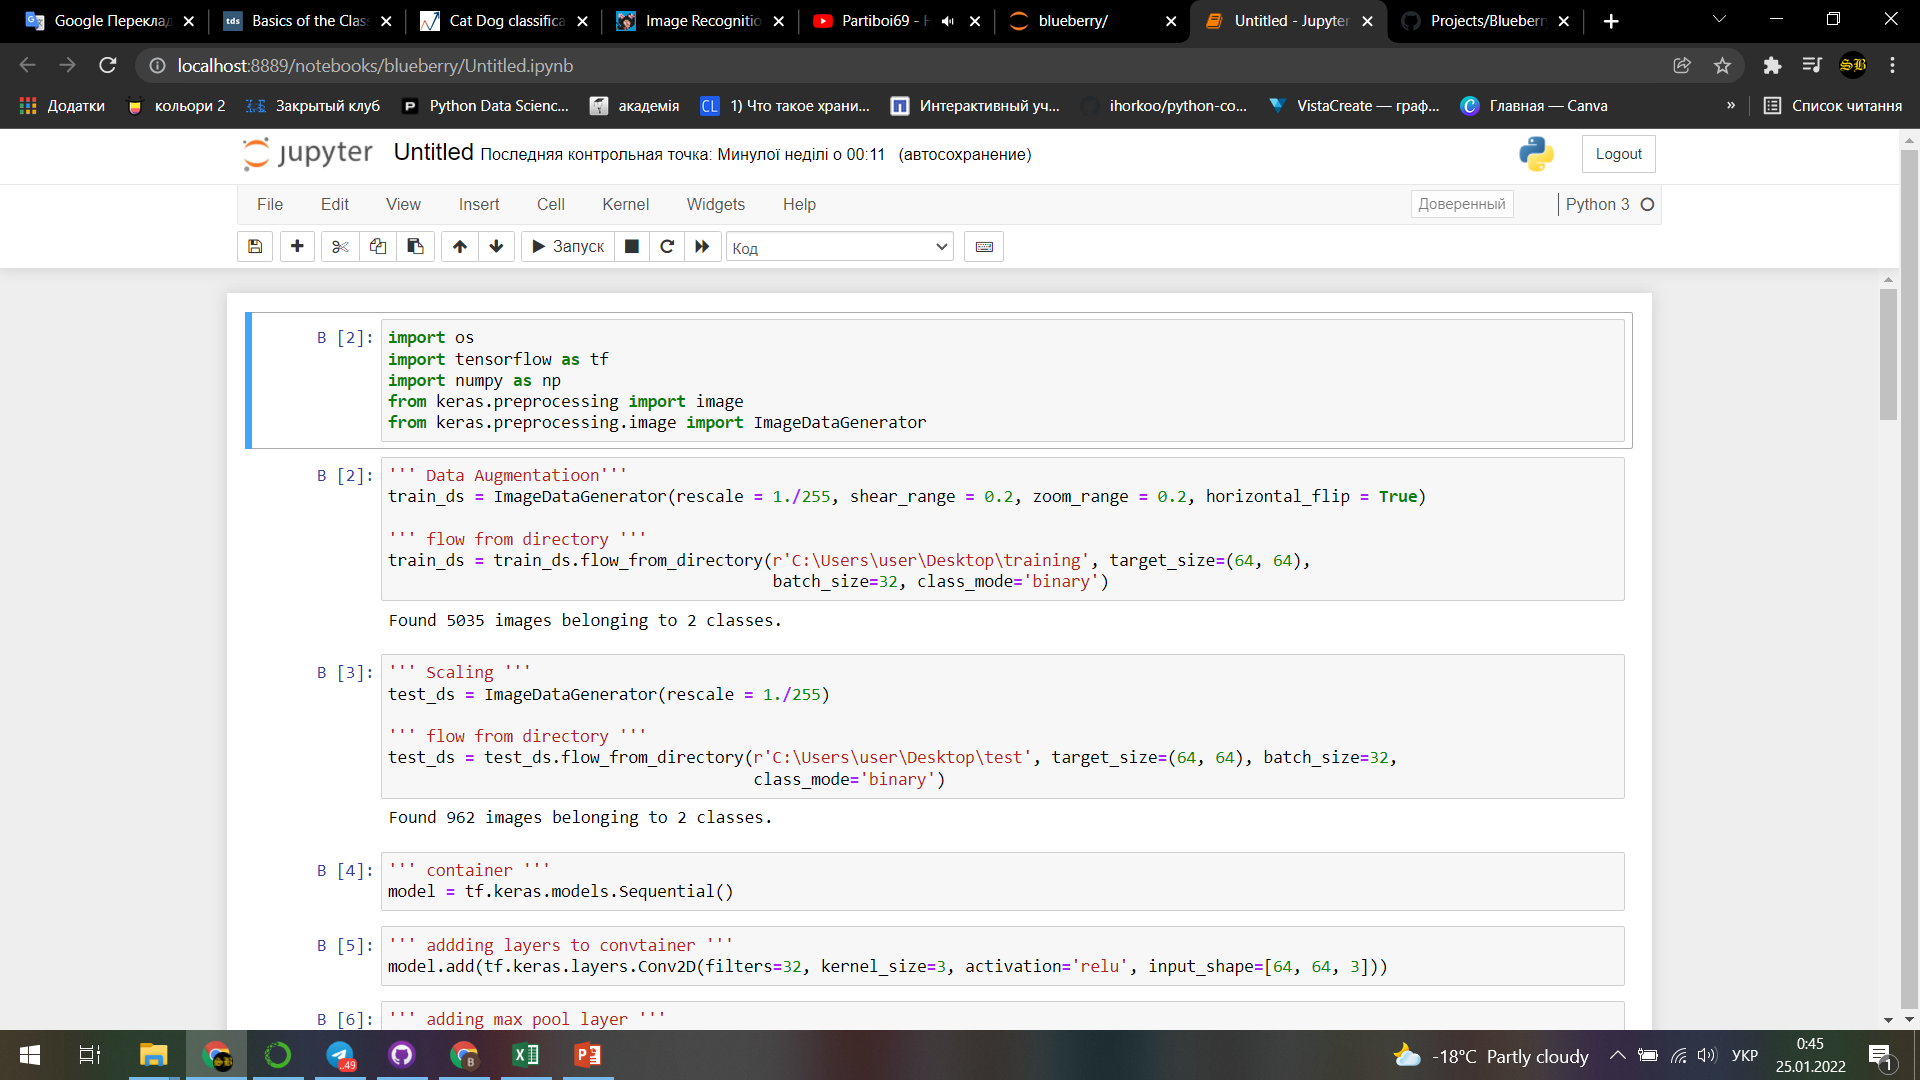 Google Переклад
Basics of the Clas
Cat Dog classifica
Image Recognitio
Partiboi69 - H
blueberry/
Untitled - Jupyter
Projects/Blueberr
localhost:8889/notebooks/blueberry/Untitled.ipynb
Додатки
кольори 2
Закрытый клуб
Python Data Scienc...
академія
1) Что такое храни...
Интерактивный уч...
ihorkoo/python-co...
VistaCreate — граф...
Главная — Canva
»
Список читання
jupyter Untitled Последняя контрольная точка: Минулої неділі о 00:11 (автосохранение)
Logout
File Edit View Insert Cell Kernel Widgets Help
Доверенный
Python 3
Запуск
Код
В [2]: import os
import tensorflow as tf
import numpy as np
from keras.preprocessing import image
from keras.preprocessing.image import ImageDataGenerator
В [2]: ''' Data Augmentatioon'''
train_ds = ImageDataGenerator(rescale = 1./255, shear_range = 0.2, zoom_range = 0.2, horizontal_flip = True)
''' flow from directory '''
train_ds = train_ds.flow_from_directory(r'C:\Users\user\Desktop\training', target_size=(64, 64),
batch_size=32, class_mode='binary')
Found 5035 images belonging to 2 classes.
В [3]: ''' Scaling '''
test_ds = ImageDataGenerator(rescale = 1./255)
''' flow from directory '''
test_ds = test_ds.flow_from_directory(r'C:\Users\user\Desktop\test', target_size=(64, 64), batch_size=32,
class_mode='binary')
Found 962 images belonging to 2 classes.
В [4]: ''' container '''
model = tf.keras.models.Sequential()
В [5]: ''' addding layers to convtainer '''
model.add(tf.keras.layers.Conv2D(filters=32, kernel_size=3, activation='relu', input_shape=[64, 64, 3]))
В [6]: ''' adding max pool layer '''
-18°C Partly cloudy
УКР
0:45
25.01.2022
1